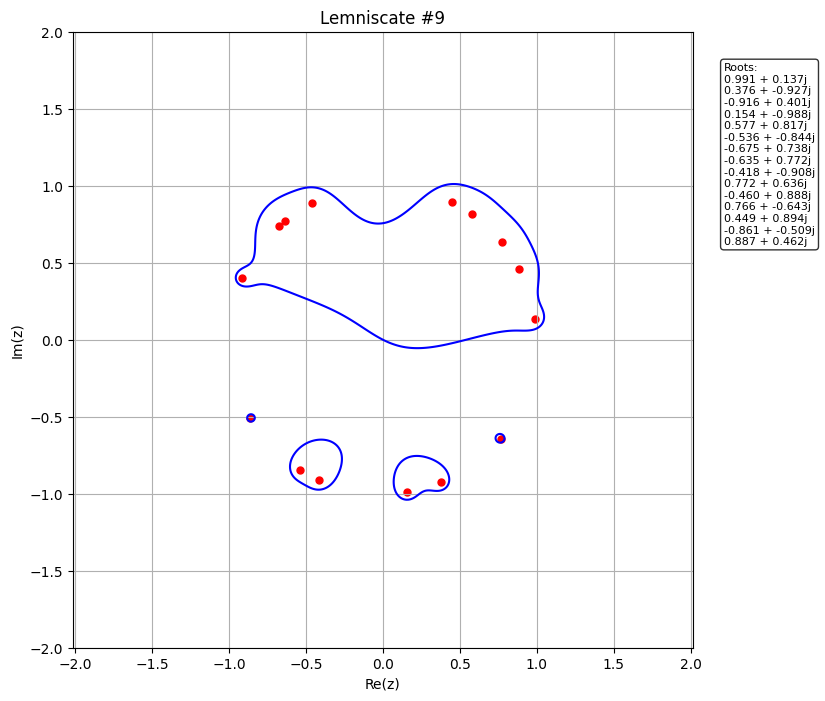 Lemniscate #9
Roots:
0.991 + 0.137j
0.376 + -0.927j
-0.916 + 0.401j
0.154 + -0.988j
0.577 + 0.817j
-0.536 + -0.844j
-0.675 + 0.738j
-0.635 + 0.772j
-0.418 + -0.908j
0.772 + 0.636j
-0.460 + 0.888j
0.766 + -0.643j
0.449 + 0.894j
-0.861 + -0.509j
0.887 + 0.462j
2.0
1.5
1.0
0.5
0.0
−0.5
−1.0
−1.5
−2.0
Im(z)
−2.0 −1.5 −1.0 −0.5 0.0 0.5 1.0 1.5 2.0
Re(z)